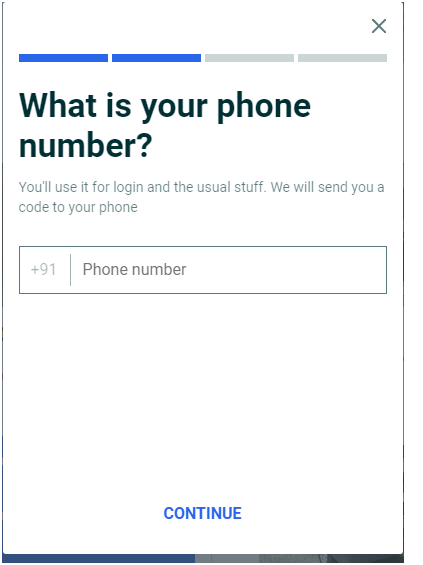 What is your phone
number?
You'll use it for login and the usual stuff. We will send you a
code to your phone
+91 Phone number
CONTINUE